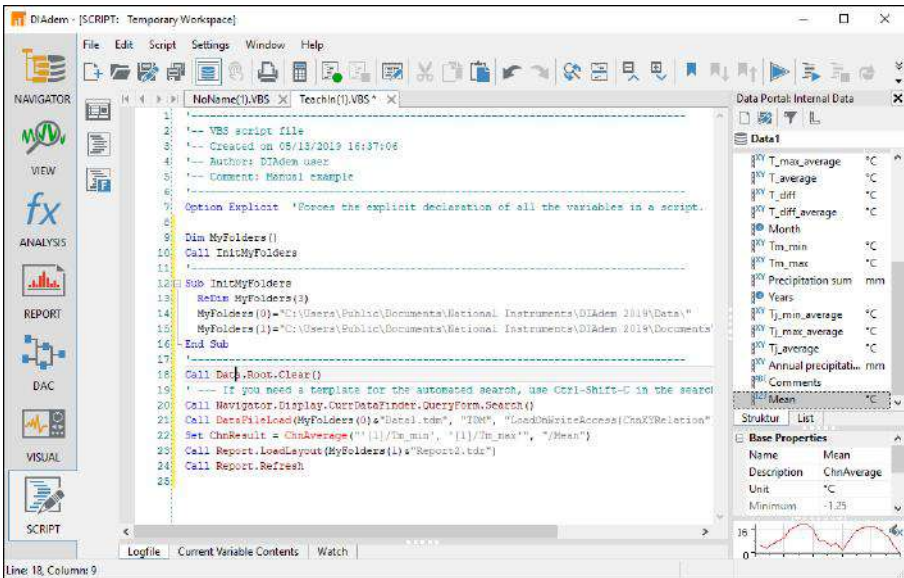 DIAdem - [SCRIPT: Temporary Workspace]
File Edit Script Settings Window Help
NAVIGATOR
VIEW
ANALYSIS
REPORT
DAC
VISUAL
SCRIPT
NoName(1).VBS TeachIn(1).VBS *
1 '--------------------------------------------------
2 '-- VBS script file
3 '-- Created on 05/13/2019 16:37:06
4 '-- Author: DIAdem user
5 '-- Comment: Manual example
6 '--------------------------------------------------
7 Option Explicit 'Forces the explicit declaration of all the variables in a script.
8
9 Dim MyFolders()
10 Call InitMyFolders
11 '--------------------------------------------------
12 Sub InitMyFolders
13 ReDim MyFolders(3)
14 MyFolders(0)="C:\Users\Public\Documents\National Instruments\DIAdem 2019\Data\"
15 MyFolders(1)="C:\Users\Public\Documents\National Instruments\DIAdem 2019\Documents\
16 End Sub
17 '--------------------------------------------------
18 Call Data.Root.Clear()
19 ' --- If you need a template for the automated search, use Ctrl-Shift-C in the search
20 Call Navigator.Display.CurrDataFinder.QueryForm.Search()
21 Call DataFileLoad(MyFolders(0)&"Data1.tdm", "TDM", "LoadOnWriteAccess|ChnXYRelation"
22 Set ChnResult = ChnAverage("'[1]/Tm_min', '[1]/Tm_max'", "/Mean")
23 Call Report.LoadLayout(MyFolders(1)&"Report2.tdr")
24 Call Report.Refresh
25
Logfile Current Variable Contents Watch
Line: 18, Column: 9
Data Portal: Internal Data
Data1
T_max_average °C
T_average °C
T_diff °C
T_diff_average °C
Month
Tm_min °C
Tm_max °C
Precipitation sum mm
Years
Tj_min_average °C
Tj_max_average °C
Tj_average °C
Annual precipitati... mm
Comments
Mean °C
Struktur List
Base Properties
Name Mean
Description ChnAverage
Unit °C
Minimum -1.25
16
0